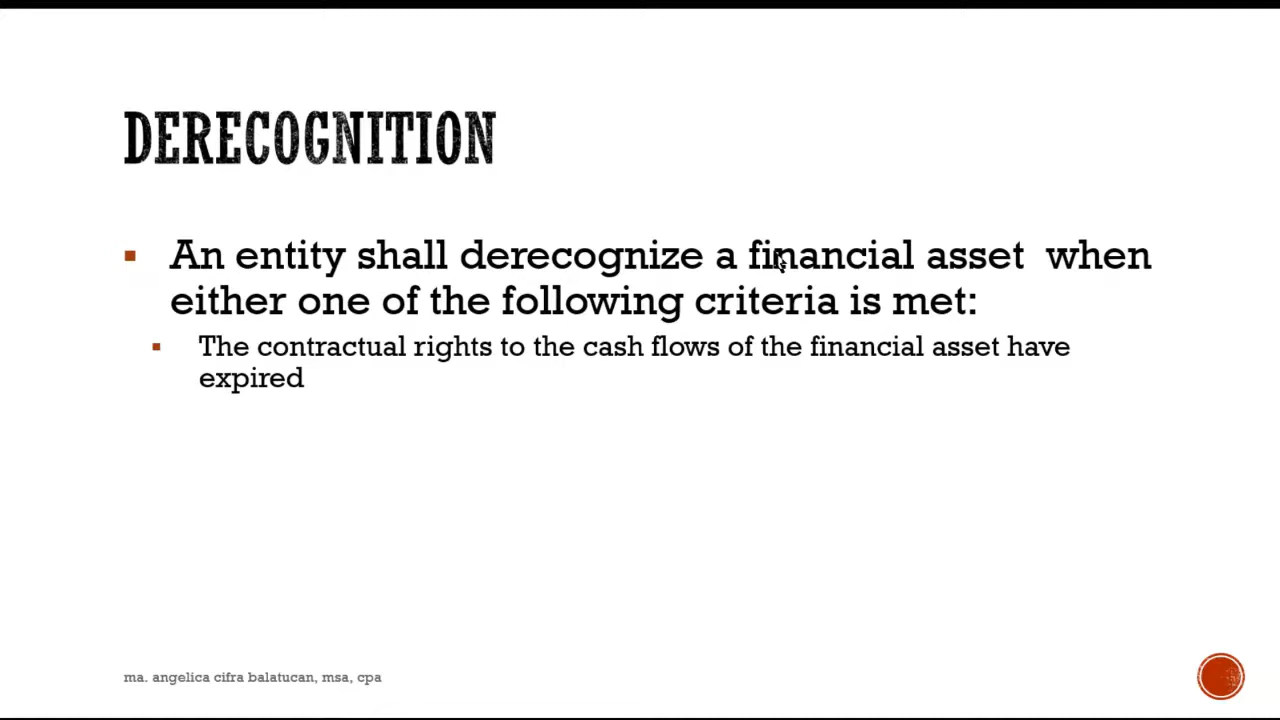 DERECOGNITION
An entity shall derecognize a financial asset when
either one of the following criteria is met:
The contractual rights to the cash flows of the financial asset have
expired
ma. angelica cifra balatucan, msa, cpa